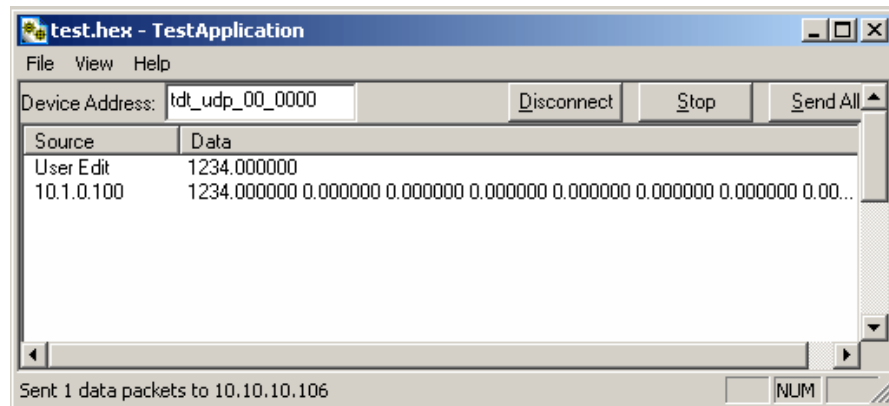 test.hex - TestApplication
File View Help
Device Address: tdt_udp_00_0000 Disconnect Stop Send All
Source Data
User Edit 1234.000000
10.1.0.100 1234.000000 0.000000 0.000000 0.000000 0.000000 0.000000 0.000000 0.00...
Sent 1 data packets to 10.10.10.106 NUM